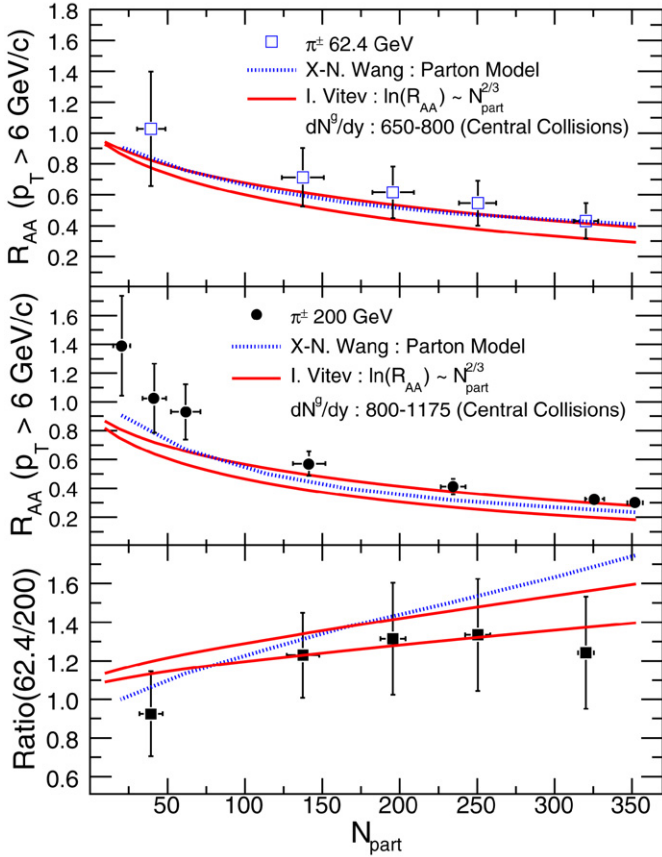 1.8
1.6
1.4
1.2
1.0
0.8
0.6
0.4
0.2
R_AA (p_T > 6 GeV/c)
π± 62.4 GeV
X-N. Wang : Parton Model
I. Vitev : ln(R_AA) ~ N_part^2/3
dN^g/dy : 650-800 (Central Collisions)
1.6
1.4
1.2
1.0
0.8
0.6
0.4
0.2
R_AA (p_T > 6 GeV/c)
π± 200 GeV
X-N. Wang : Parton Model
I. Vitev : ln(R_AA) ~ N_part^2/3
dN^g/dy : 800-1175 (Central Collisions)
1.6
1.4
1.2
1.0
0.8
0.6
Ratio(62.4/200)
50 100 150 200 250 300 350
N_part